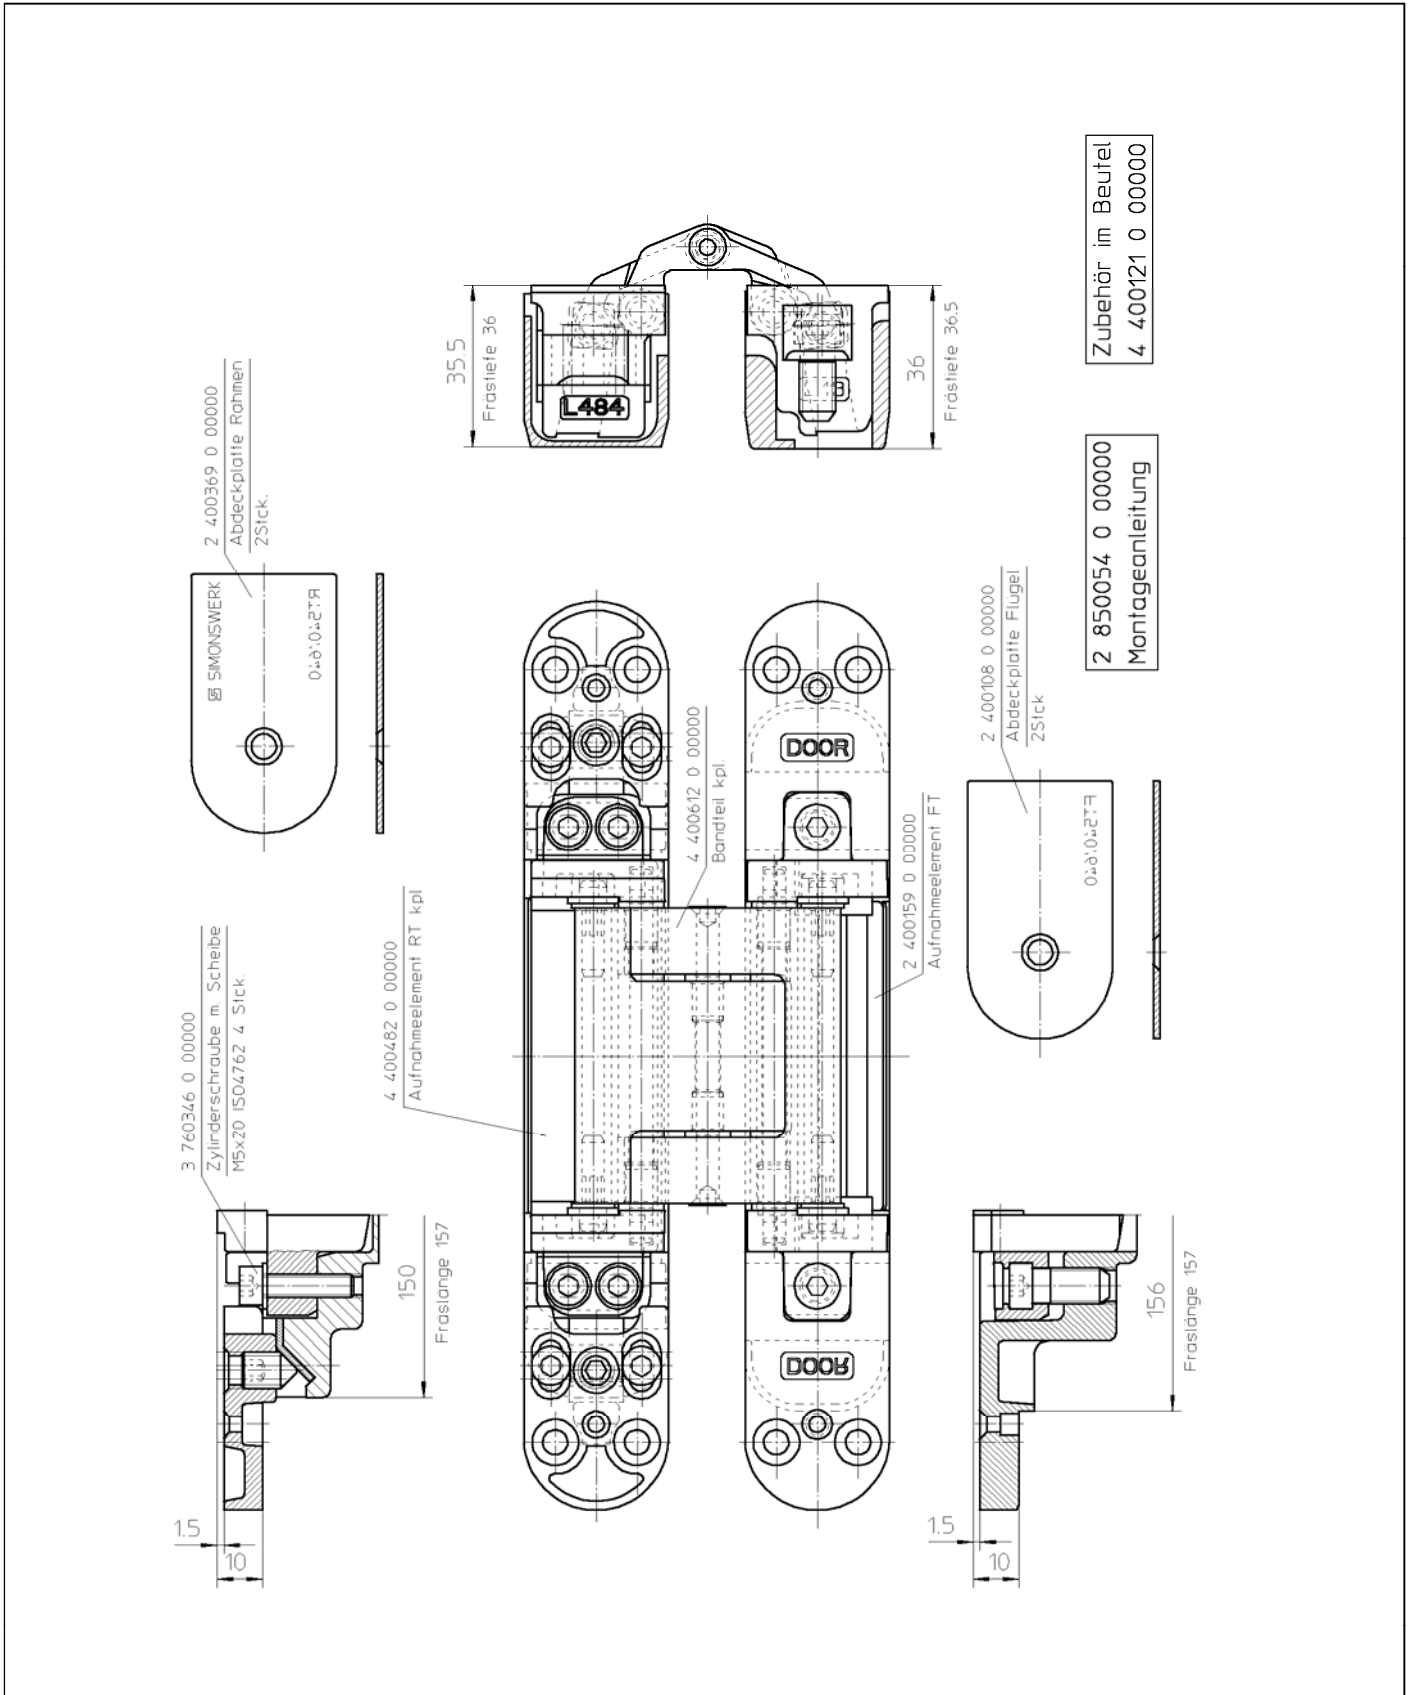 2 400369 0 00000
Abdeckplatte Rahmen
2Stck.
SIMONSWERK
35.5
Frästiefe 36
L484
36
Frästiefe 36.5
Zubehör im Beutel
4 400121 0 00000
2 850054 0 00000
Montageanleitung
3 760346 0 00000
Zylinderschraube m. Scheibe
M5x20 ISO4762 4 Stck.
4 400482 0 00000
Aufnahmeelement RT kpl
4 400612 0 00000
Bandteil kpl.
DOOR
2 400159 0 00000
Aufnahmeelement FT
2 400108 0 00000
Abdeckplatte Flügel
2Stck
DOOR
150
Fräslänge 157
1.5
10
156
Fräslänge 157
1.5
10